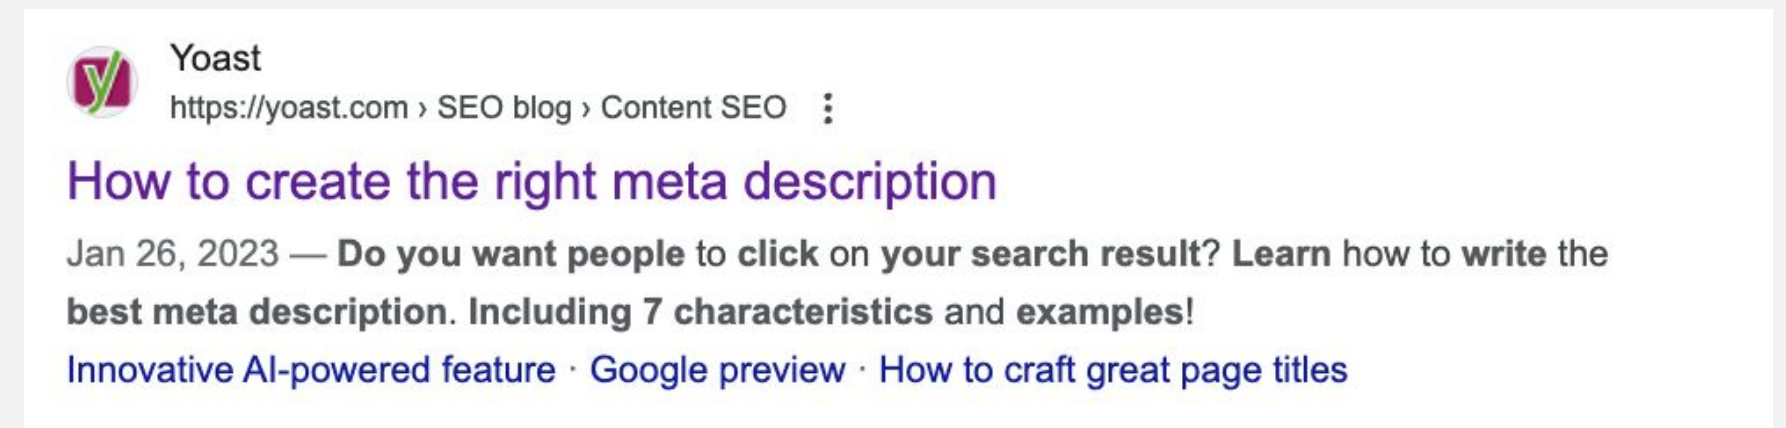 Yoast
https://yoast.com › SEO blog › Content SEO
How to create the right meta description
Jan 26, 2023 — Do you want people to click on your search result? Learn how to write the
best meta description. Including 7 characteristics and examples!
Innovative AI-powered feature · Google preview · How to craft great page titles